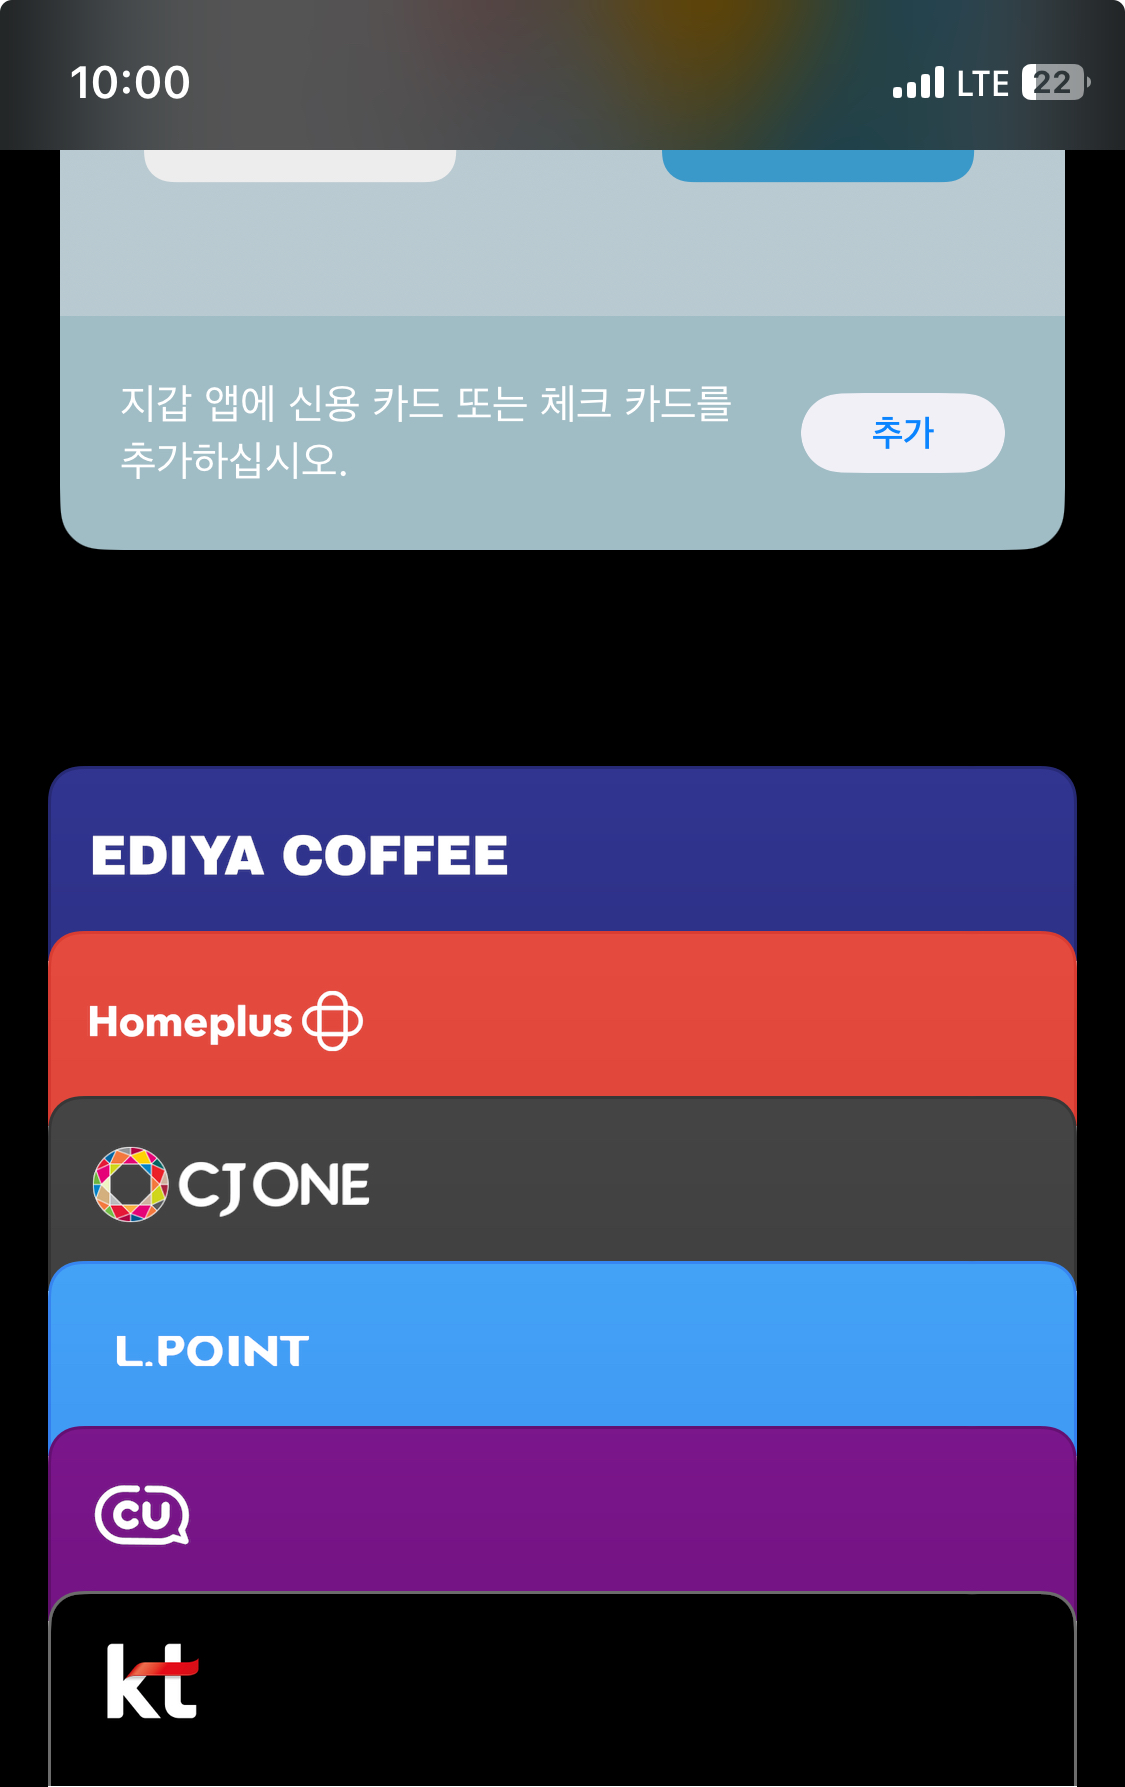 10:00 LTE 22
지갑 앱에 신용 카드 또는 체크 카드를
추가하십시오.
추가
EDIYA COFFEE
Homeplus
CJ ONE
L.POINT
CU
kt